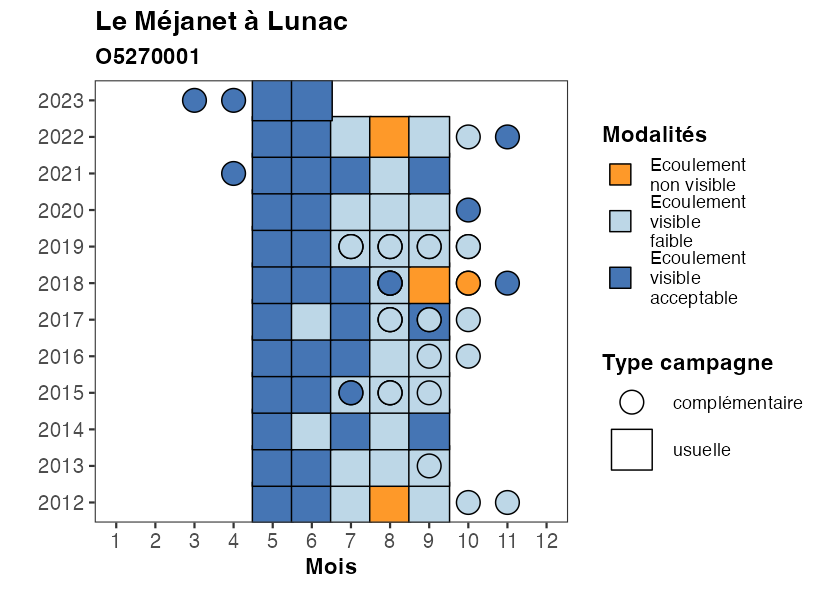 Le Méjanet à Lunac
O5270001
2023
2022
2021
2020
2019
2018
2017
2016
2015
2014
2013
2012
1 2 3 4 5 6 7 8 9 10 11 12
Mois
Modalités
Ecoulement
non visible
Ecoulement
visible
faible
Ecoulement
visible
acceptable
Type campagne
complémentaire
usuelle